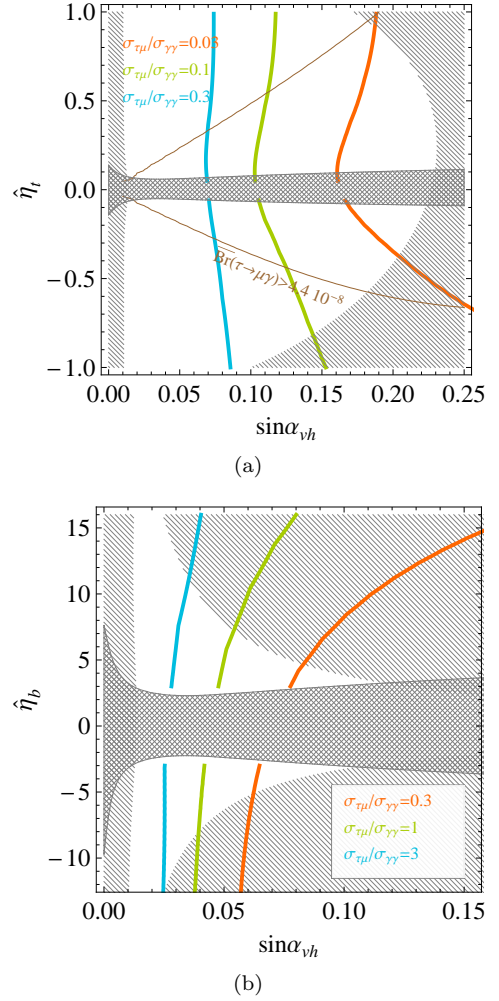 σ_τμ/σ_γγ=0.03
σ_τμ/σ_γγ=0.1
σ_τμ/σ_γγ=0.3
Br(τ→μγ)>4.4 10⁻⁸
η̂_t
1.0
0.5
0.0
−0.5
−1.0
0.00 0.05 0.10 0.15 0.20 0.25
sinα_vh
(a)
η̂_b
15
10
5
0
−5
−10
σ_τμ/σ_γγ=0.3
σ_τμ/σ_γγ=1
σ_τμ/σ_γγ=3
0.00 0.05 0.10 0.15
sinα_vh
(b)